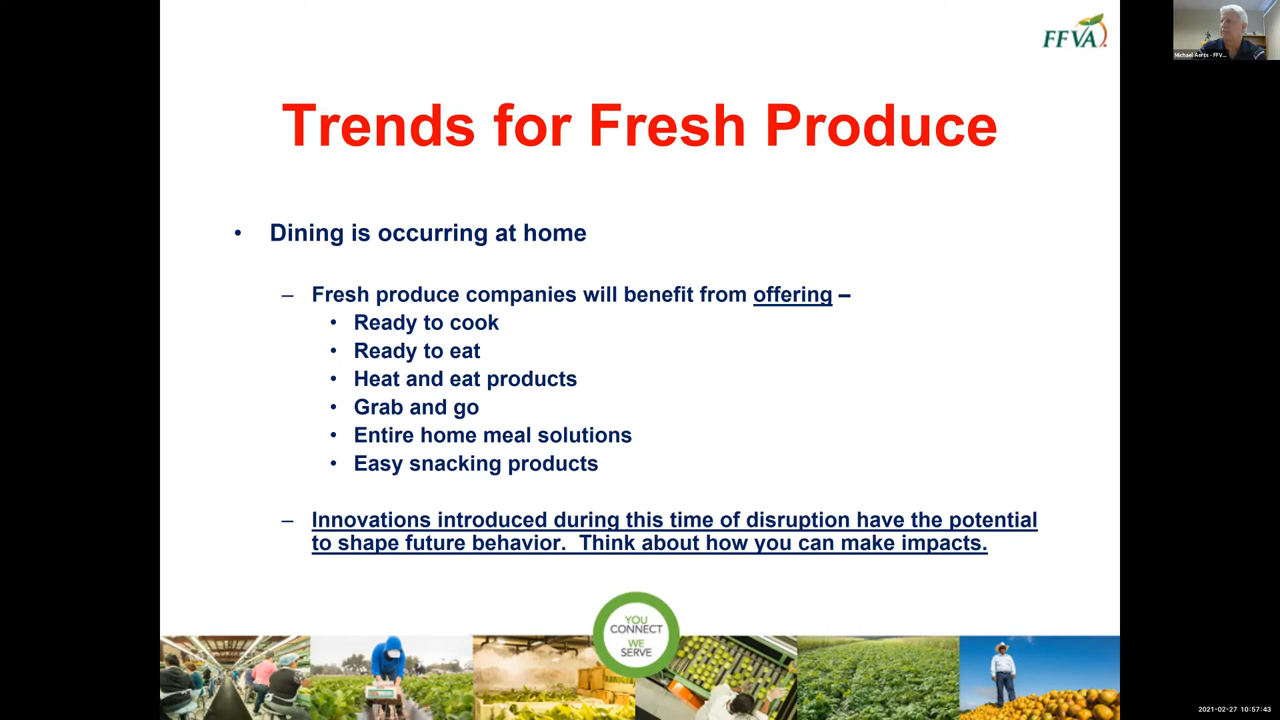 FFVA
Michael Aerts - FFV...
Trends for Fresh Produce
• Dining is occurring at home
– Fresh produce companies will benefit from offering –
• Ready to cook
• Ready to eat
• Heat and eat products
• Grab and go
• Entire home meal solutions
• Easy snacking products
– Innovations introduced during this time of disruption have the potential
to shape future behavior. Think about how you can make impacts.
YOU
CONNECT
WE
SERVE
2021-02-27 10:57:43